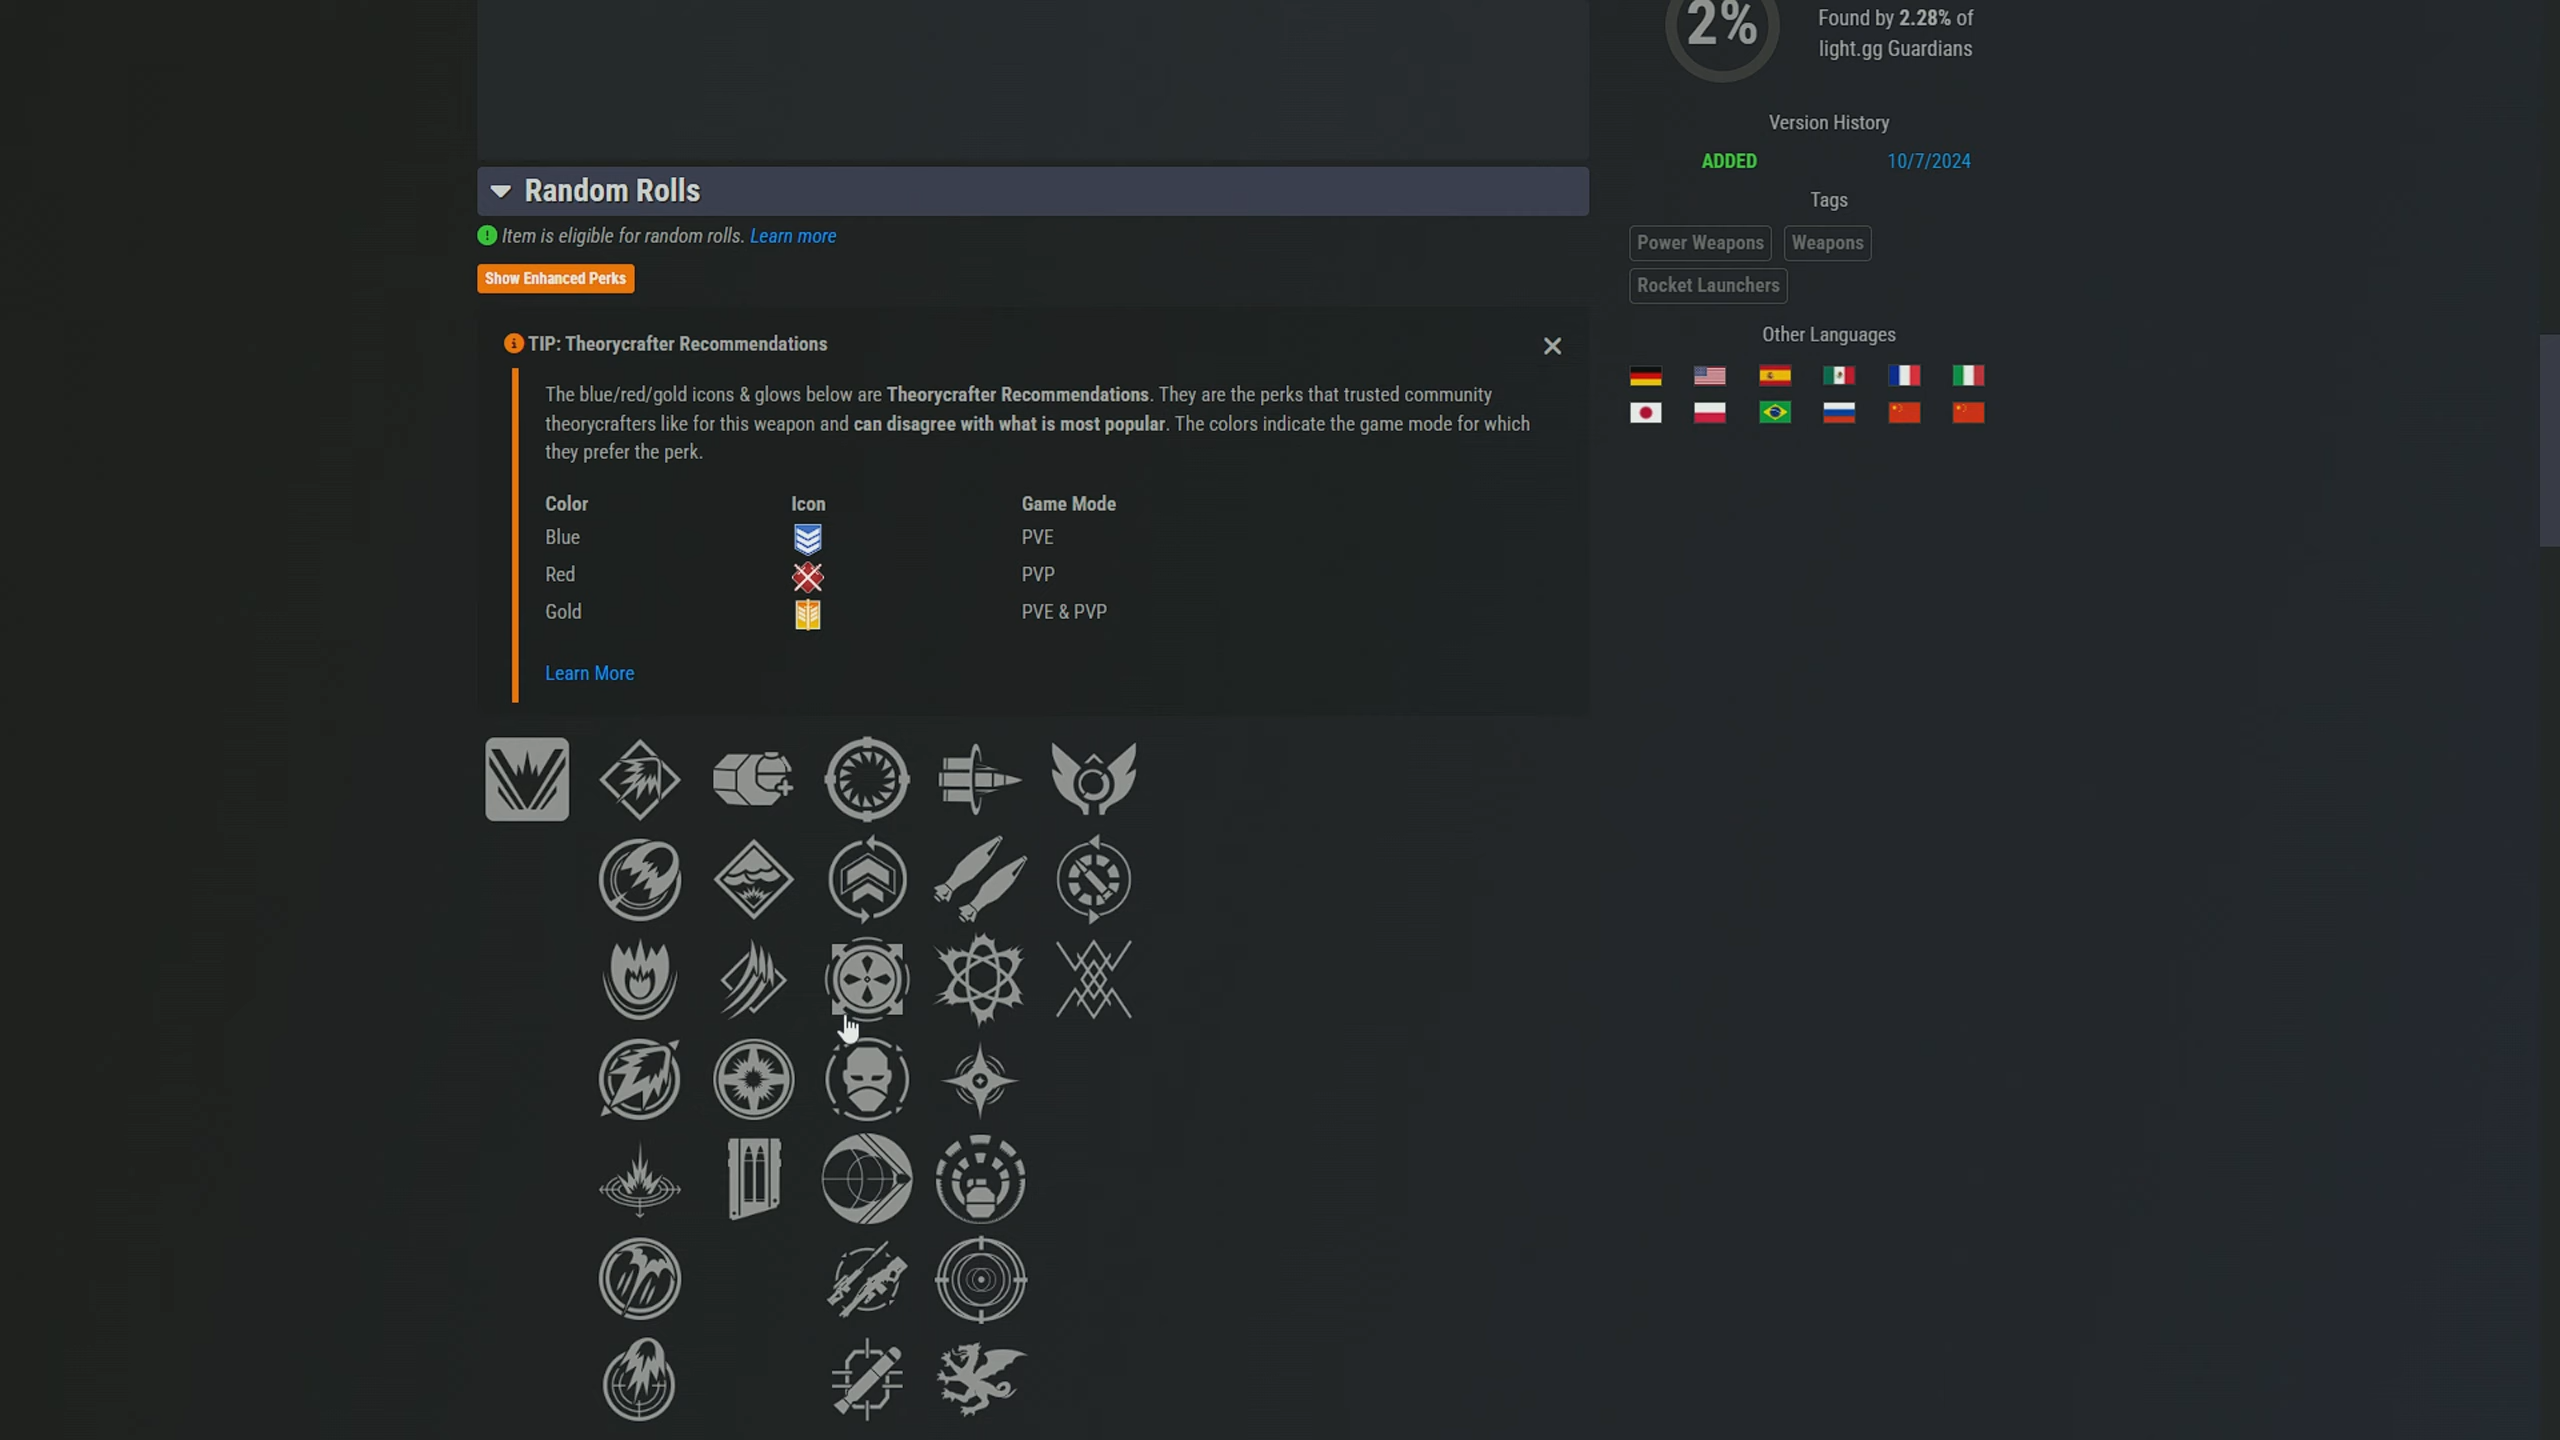 2%
Found by 2.28% of
light.gg Guardians
Version History
ADDED 10/7/2024
Tags
Power Weapons
Weapons
Rocket Launchers
Other Languages
Random Rolls
Item is eligible for random rolls. Learn more
Show Enhanced Perks
TIP: Theorycrafter Recommendations
The blue/red/gold icons & glows below are Theorycrafter Recommendations. They are the perks that trusted community
theorycrafters like for this weapon and can disagree with what is most popular. The colors indicate the game mode for which
they prefer the perk.
Color Icon Game Mode
Blue PVE
Red PVP
Gold PVE & PVP
Learn More